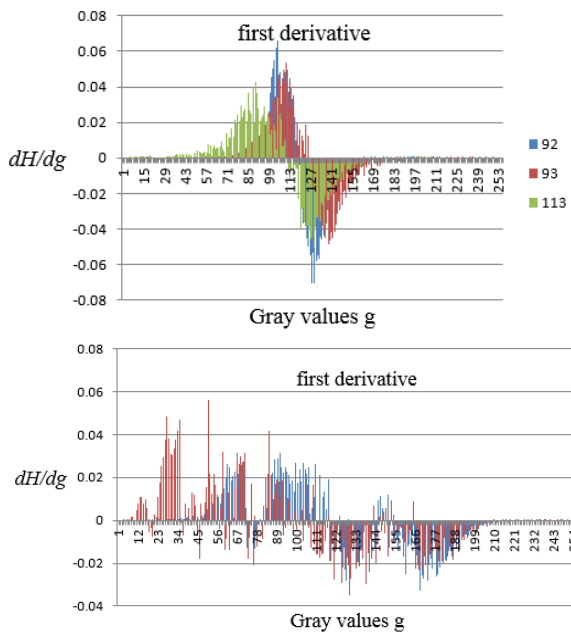 0.08
first derivative
0.06
0.04
0.02
dH/dg
0
1 15 29 43 57 71 85 99 113 127 141 155 169 183 197 211 225 239 253
-0.02
-0.04
-0.06
-0.08
92
93
113
Gray values g
0.08
first derivative
0.06
0.04
dH/dg
0.02
0
1 12 23 34 45 56 67 78 89 100 111 122 133 144 155 166 177 188 199 210 221 232 243
-0.02
-0.04
Gray values g